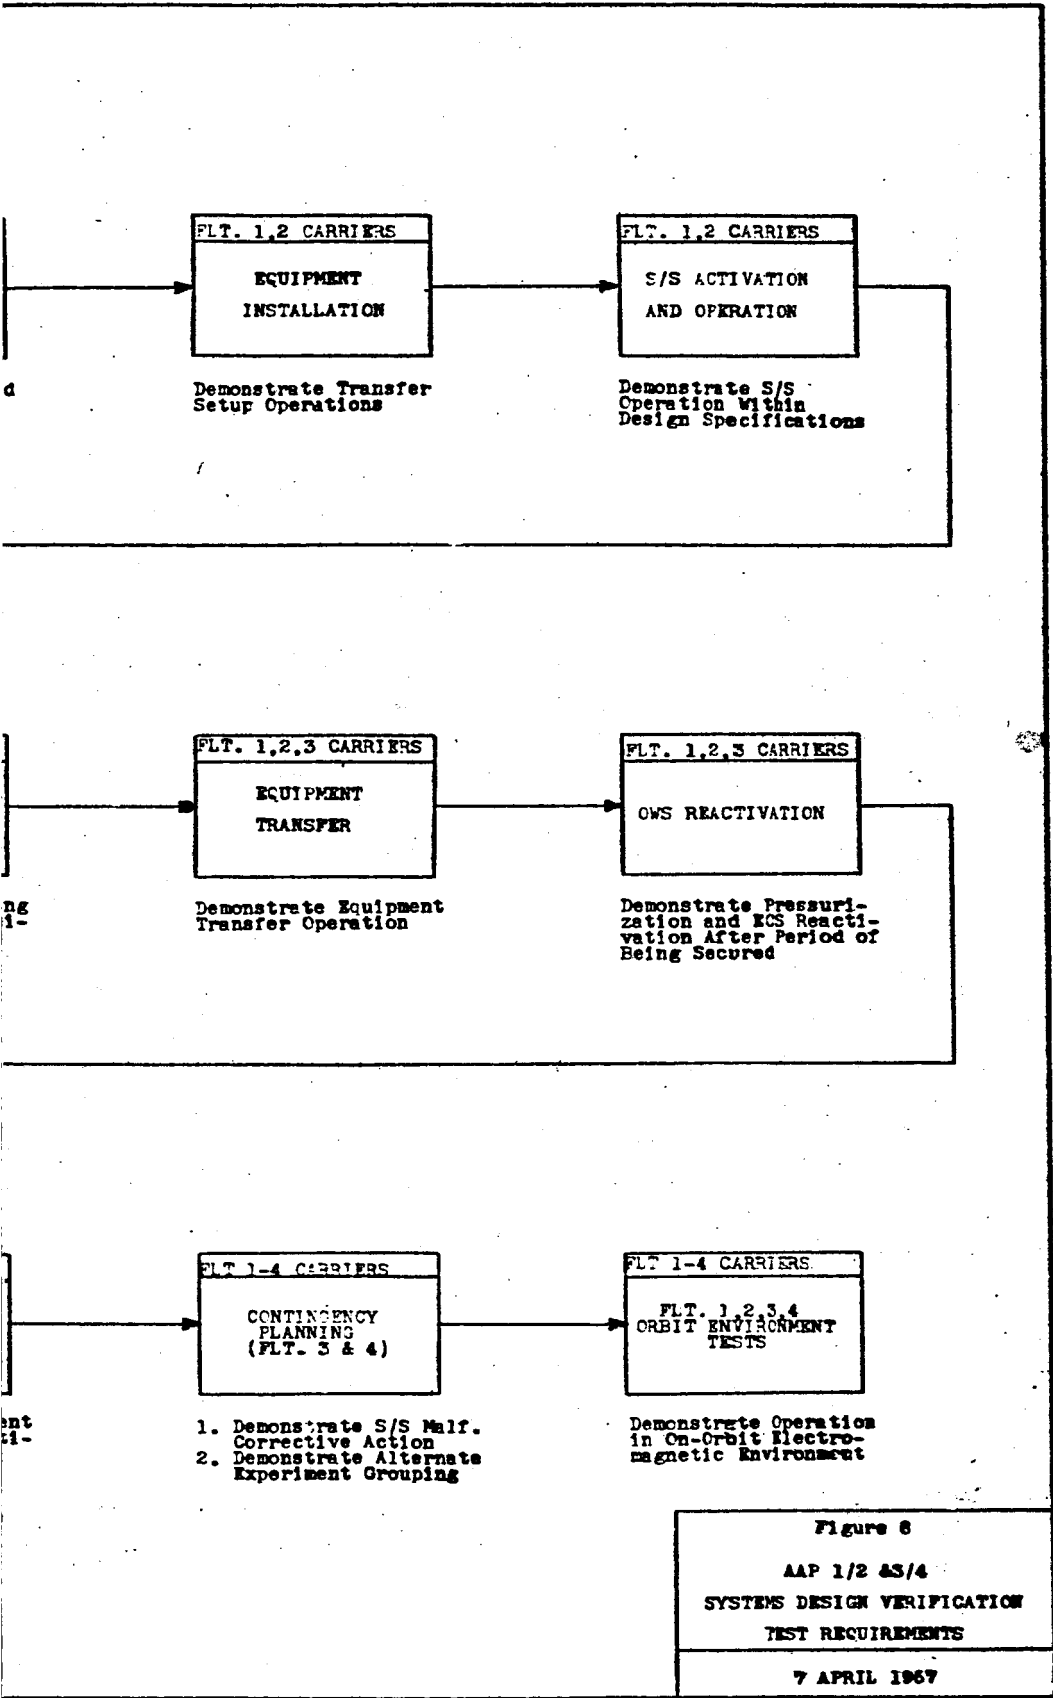 FLT. 1,2 CARRIERS
EQUIPMENT
INSTALLATION
FLT. 1,2 CARRIERS
S/S ACTIVATION
AND OPERATION
d
Demonstrate Transfer
Setup Operations
Demonstrate S/S
Operation Within
Design Specifications
FLT. 1,2,3 CARRIERS
EQUIPMENT
TRANSFER
FLT. 1,2,3 CARRIERS
OWS REACTIVATION
ng
i-
Demonstrate Equipment
Transfer Operation
Demonstrate Pressuri-
zation and ECS Reacti-
vation After Period of
Being Secured
FLT 1-4 CARRIERS
CONTINGENCY
PLANNING
(FLT. 3 & 4)
FLT 1-4 CARRIERS
FLT. 1,2,3,4
ORBIT ENVIRONMENT
TESTS
ent
ti-
1. Demonstrate S/S Malf.
Corrective Action
2. Demonstrate Alternate
Experiment Grouping
Demonstrate Operation
in On-Orbit Electro-
magnetic Environment
Figure 6
AAP 1/2 &3/4
SYSTEMS DESIGN VERIFICATION
TEST REQUIREMENTS
7 APRIL 1967